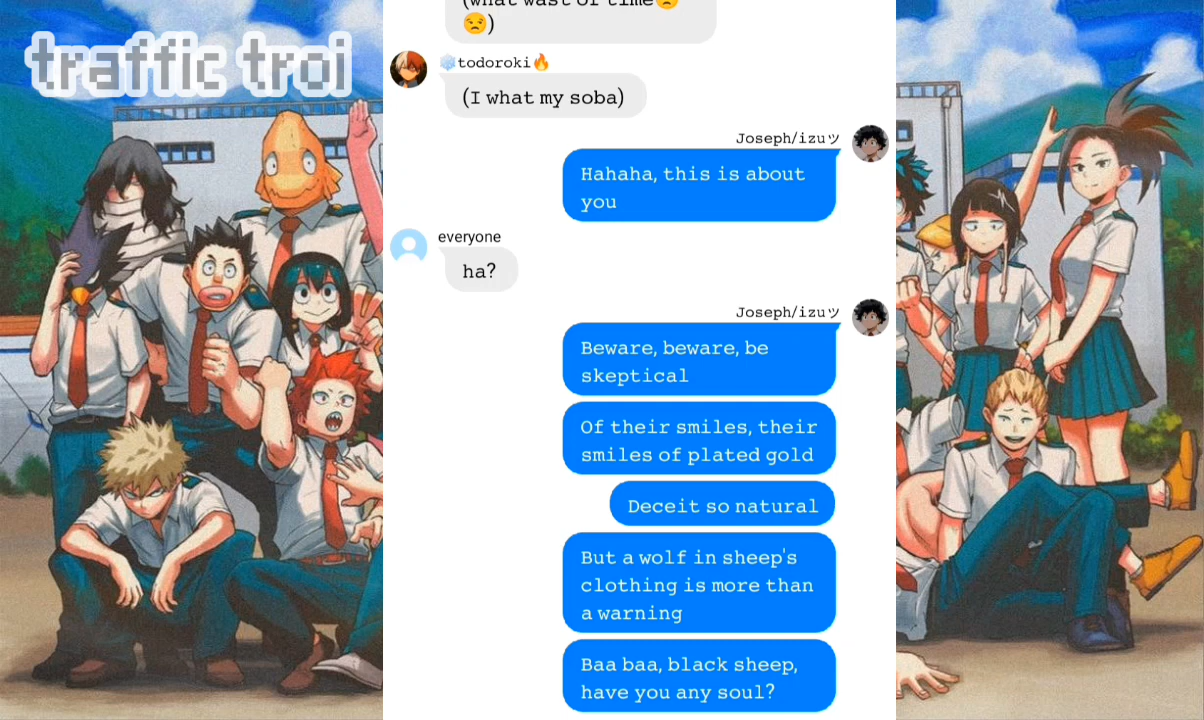 traffic troi
(what wast of time😞
😒)
❄️todoroki🔥
(I what my soba)
Joseph/izuツ
Hahaha, this is about
you
everyone
ha?
Joseph/izuツ
Beware, beware, be
skeptical
Of their smiles, their
smiles of plated gold
Deceit so natural
But a wolf in sheep's
clothing is more than
a warning
Baa baa, black sheep,
have you any soul?